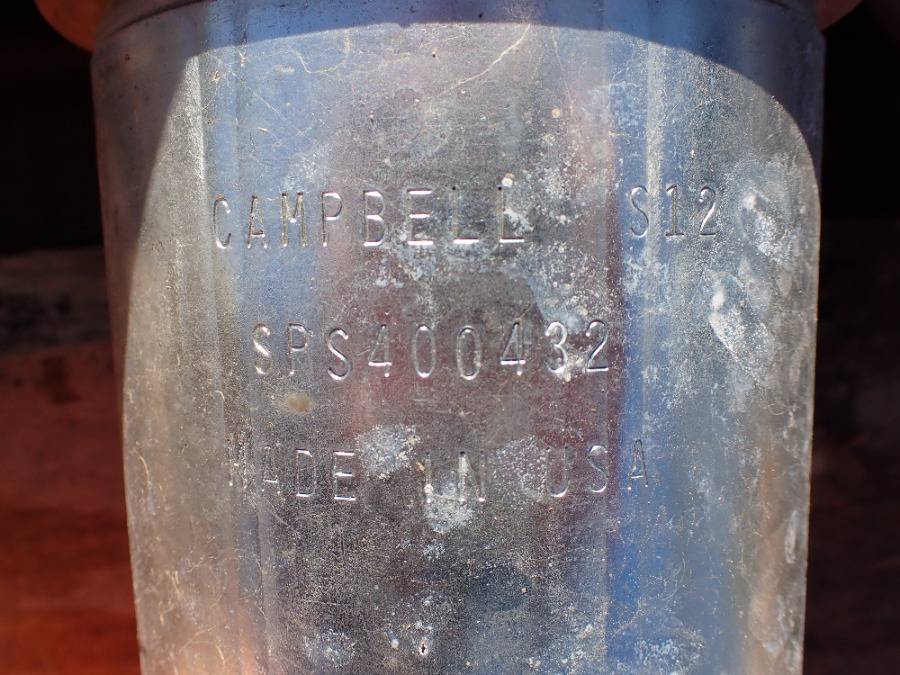 CAMPBELL S12
SPS400432
MADE IN USA